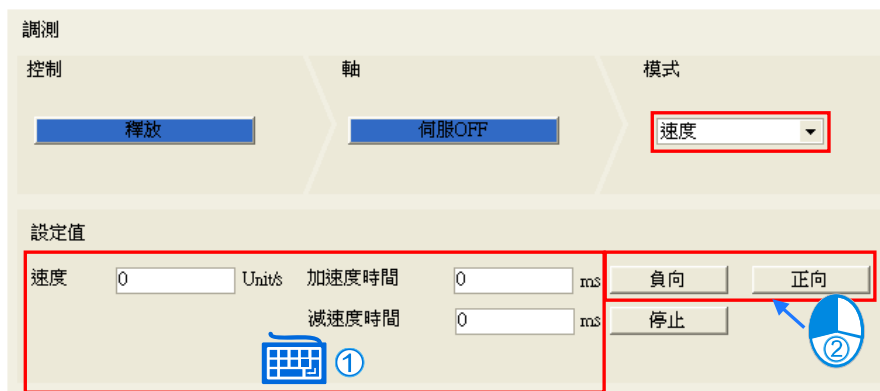 調測
控制 軸 模式
釋放 伺服OFF 速度
設定值
速度 0 Unit/s 加速度時間 0 ms 負向 正向
減速度時間 0 ms 停止
① ②